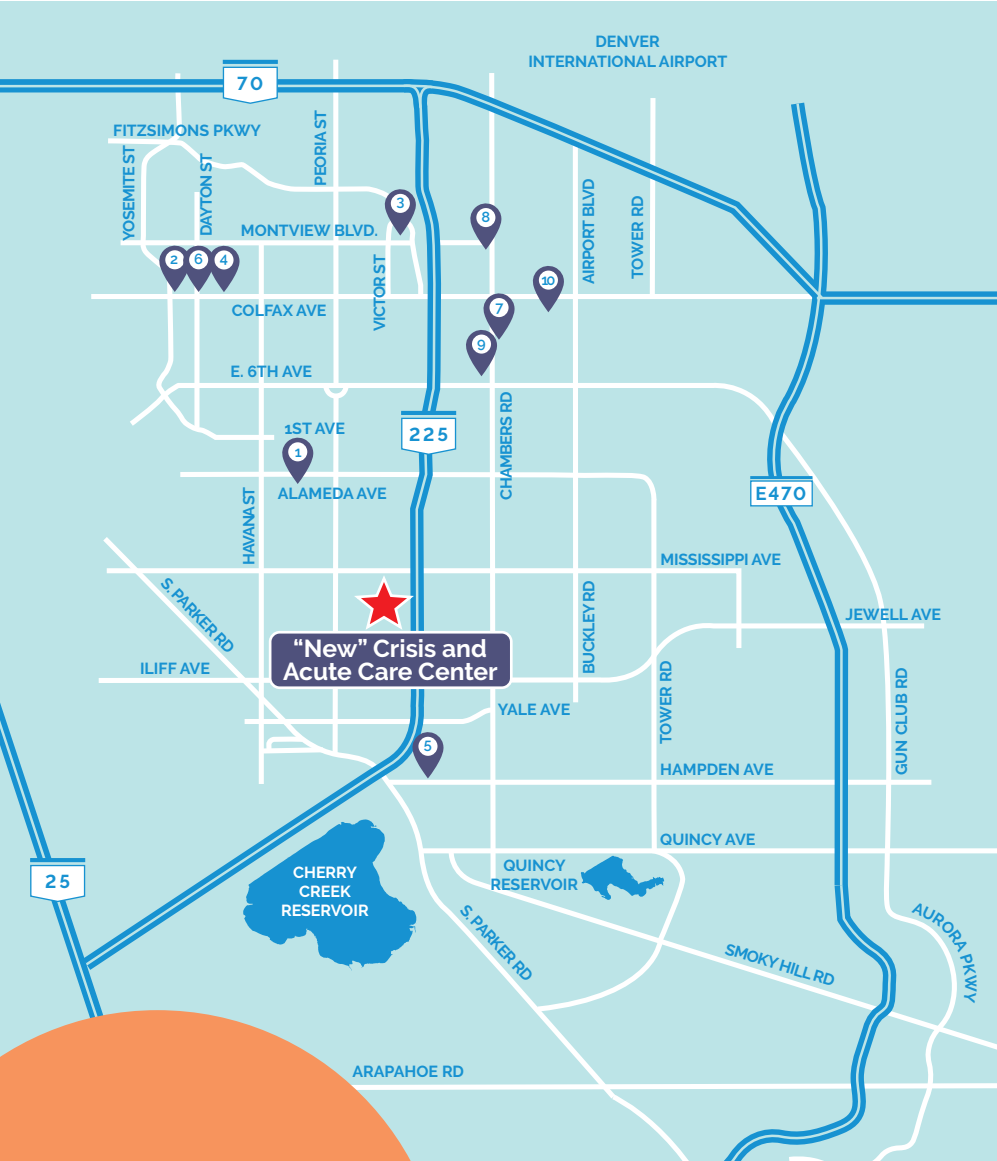 DENVER
INTERNATIONAL AIRPORT
70
FITZSIMONS PKWY
PEORIA ST
YOSEMITE ST
DAYTON ST
3
8
MONTVIEW BLVD.
AIRPORT BLVD
TOWER RD
2
6
4
VICTOR ST
10
COLFAX AVE
7
9
E. 6TH AVE
CHAMBERS RD
1ST AVE
225
1
ALAMEDA AVE
E470
HAVANA ST
MISSISSIPPI AVE
S. PARKER RD
BUCKLEY RD
JEWELL AVE
“New” Crisis and
Acute Care Center
ILIFF AVE
TOWER RD
GUN CLUB RD
YALE AVE
5
HAMPDEN AVE
QUINCY AVE
CHERRY
CREEK
RESERVOIR
QUINCY
RESERVOIR
25
S. PARKER RD
SMOKY HILL RD
AURORA PKWY
ARAPAHOE RD